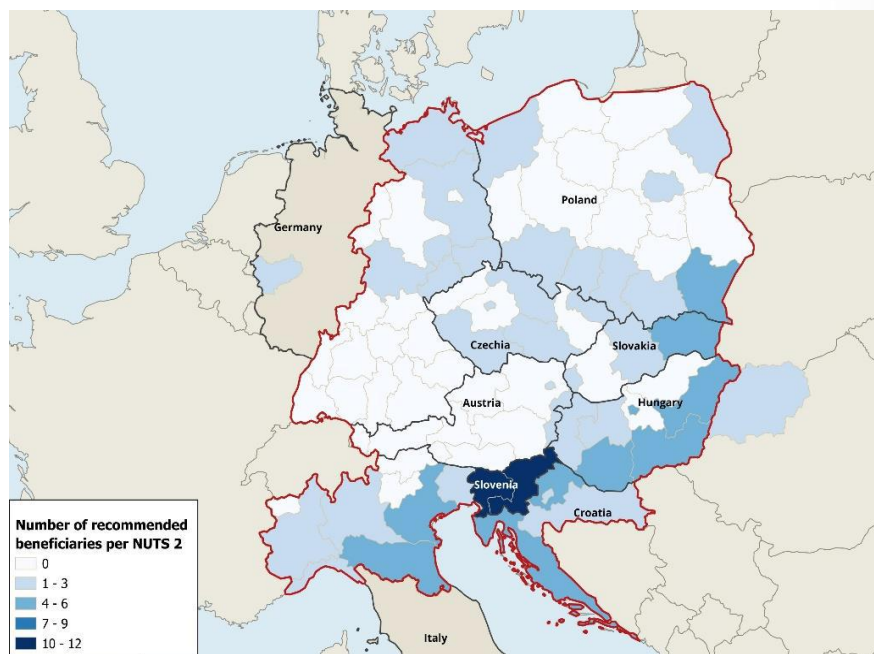 Poland
Germany
Czechia
Slovakia
Austria
Hungary
Slovenia
Croatia
Italy
Number of recommended
beneficiaries per NUTS 2
0
1 - 3
4 - 6
7 - 9
10 - 12